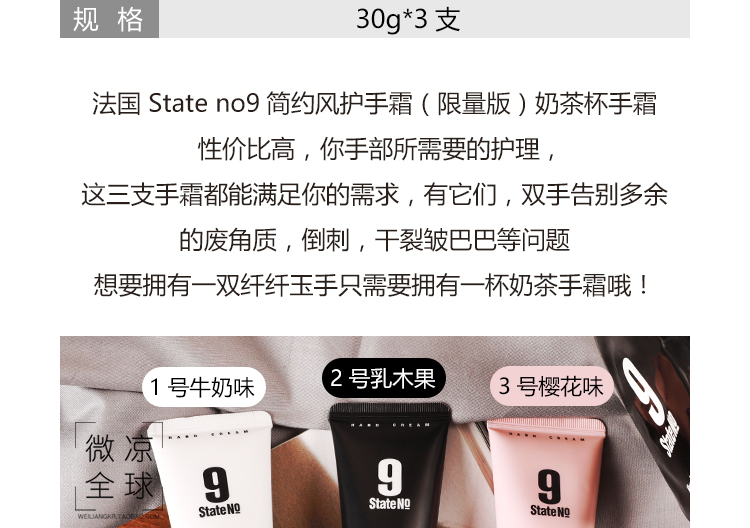 规 格 30g*3 支
法国 State no9 简约风护手霜（限量版）奶茶杯手霜
性价比高，你手部所需要的护理，
这三支手霜都能满足你的需求，有它们，双手告别多余
的废角质，倒刺，干裂皱巴巴等问题
想要拥有一双纤纤玉手只需要拥有一杯奶茶手霜哦！
1 号牛奶味
2 号乳木果
3 号樱花味
9
StateNo
HAND CREAM
9
StateNo
HAND CREAM
9
StateNo
HAND CREAM
9
StateNo
微凉
全球
WEILIANGKR.TAOBAO.COM